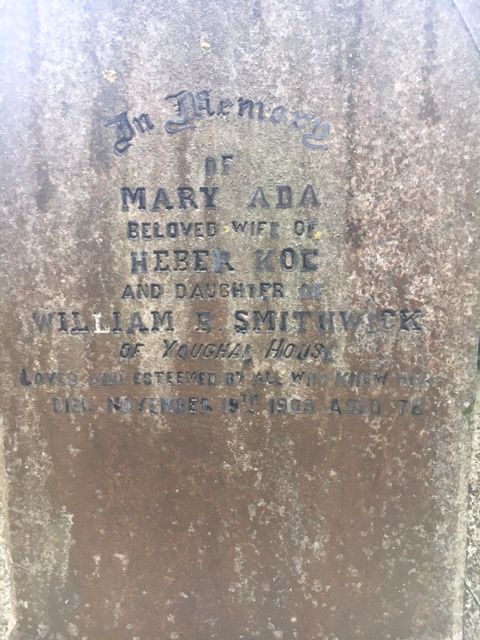 In Memory
OF
MARY ADA
BELOVED WIFE OF
HEBER KOE
AND DAUGHTER OF
WILLIAM SMITHWICK
OF YOUGHAL HOUSE
LOVED AND ESTEEMED BY ALL WHO KNEW HER
DIED NOVEMBER 19TH AGED